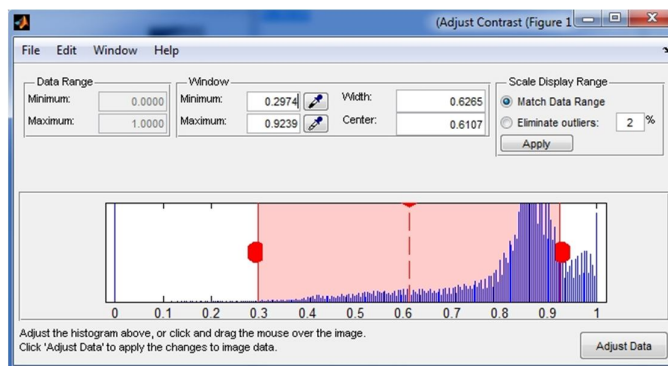 (Adjust Contrast (Figure 1
File Edit Window Help
Data Range
Minimum: 0.0000
Maximum: 1.0000
Window
Minimum: 0.2974
Maximum: 0.9239
Width: 0.6265
Center: 0.6107
Scale Display Range
Match Data Range
Eliminate outliers: 2 %
Apply
0 0.1 0.2 0.3 0.4 0.5 0.6 0.7 0.8 0.9 1
Adjust the histogram above, or click and drag the mouse over the image.
Click 'Adjust Data' to apply the changes to image data.
Adjust Data